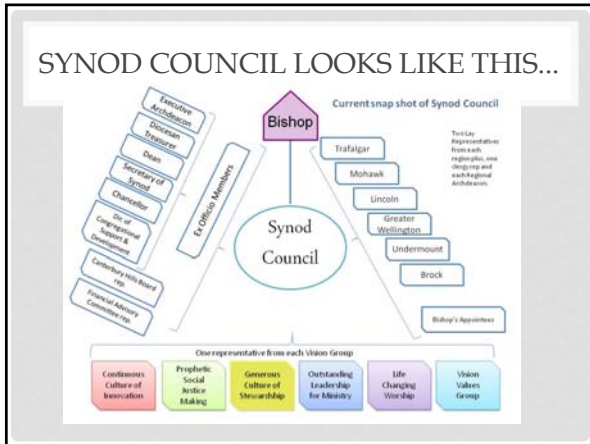 SYNOD COUNCIL LOOKS LIKE THIS...
Current snap shot of Synod Council
Bishop
Executive
Archdeacon
Diocesan
Treasurer
Dean
Secretary of
Synod
Chancellor
Dir. of
Congregational
Support &
Development
Canterbury Hills Board
rep.
Financial Advisory
Committee rep.
Ex Officio Members
Synod
Council
Trafalgar
Mohawk
Lincoln
Greater
Wellington
Undermount
Brock
Two Lay
Representatives
from each
region plus, one
clergy rep and
each Regional
Archdeacon.
Bishop's Appointees
One representative from each Vision Group
Continuous
Culture of
Innovation
Prophetic
Social
Justice
Making
Generous
Culture of
Stewardship
Outstanding
Leadership
for Ministry
Life
Changing
Worship
Vision
Values
Group